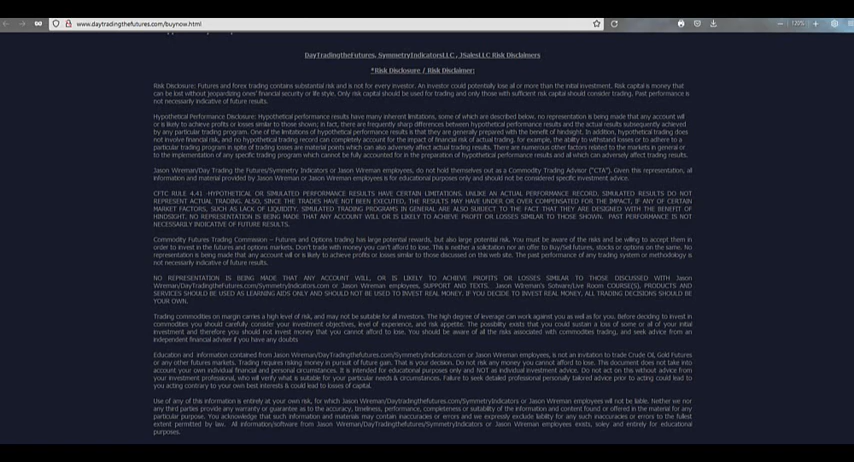 www.daytradingthefutures.com/buynow.html
120%
DayTradingtheFutures, SymmetryIndicatorsLLC, JSalesLLC Risk Disclaimers
*Risk Disclosure / Risk Disclaimer:
Risk Disclosure: Futures and forex trading contains substantial risk and is not for every investor. An investor could potentially lose all or more than the initial investment. Risk capital is money that
can be lost without jeopardizing ones' financial security or life style. Only risk capital should be used for trading and only those with sufficient risk capital should consider trading. Past performance is
not necessarily indicative of future results.
Hypothetical Performance Disclosure: Hypothetical performance results have many inherent limitations, some of which are described below. no representation is being made that any account will
or is likely to achieve profits or losses similar to those shown; in fact, there are frequently sharp differences between hypothetical performance results and the actual results subsequently achieved
by any particular trading program. One of the limitations of hypothetical performance results is that they are generally prepared with the benefit of hindsight. In addition, hypothetical trading does
not involve financial risk, and no hypothetical trading record can completely account for the impact of financial risk of actual trading. for example, the ability to withstand losses or to adhere to a
particular trading program in spite of trading losses are material points which can also adversely affect actual trading results. There are numerous other factors related to the markets in general or
to the implementation of any specific trading program which cannot be fully accounted for in the preparation of hypothetical performance results and all which can adversely affect trading results.
Jason Wireman/Day Trading the Futures/Symmetry Indicators or Jason Wireman employees, do not hold themselves out as a Commodity Trading Advisor ("CTA"). Given this representation, all
information and material provided by Jason Wireman or Jason Wireman employees is for educational purposes only and should not be considered specific investment advice.
CFTC RULE 4.41 -HYPOTHETICAL OR SIMULATED PERFORMANCE RESULTS HAVE CERTAIN LIMITATIONS. UNLIKE AN ACTUAL PERFORMANCE RECORD, SIMULATED RESULTS DO NOT
REPRESENT ACTUAL TRADING. ALSO, SINCE THE TRADES HAVE NOT BEEN EXECUTED, THE RESULTS MAY HAVE UNDER OR OVER COMPENSATED FOR THE IMPACT, IF ANY OF CERTAIN
MARKET FACTORS, SUCH AS LACK OF LIQUIDITY. SIMULATED TRADING PROGRAMS IN GENERAL ARE ALSO SUBJECT TO THE FACT THAT THEY ARE DESIGNED WITH THE BENEFIT OF
HINDSIGHT. NO REPRESENTATION IS BEING MADE THAT ANY ACCOUNT WILL OR IS LIKELY TO ACHIEVE PROFIT OR LOSSES SIMILAR TO THOSE SHOWN. PAST PERFORMANCE IS NOT
NECESSARILY INDICATIVE OF FUTURE RESULTS.
Commodity Futures Trading Commission – Futures and Options trading has large potential rewards, but also large potential risk. You must be aware of the risks and be willing to accept them in
order to invest in the futures and options markets. Don't trade with money you can't afford to lose. This is neither a solicitation nor an offer to Buy/Sell futures, stocks or options on the same. No
representation is being made that any account will or is likely to achieve profits or losses similar to those discussed on this web site. The past performance of any trading system or methodology is
not necessarily indicative of future results.
NO REPRESENTATION IS BEING MADE THAT ANY ACCOUNT WILL, OR IS LIKELY TO ACHIEVE PROFITS OR LOSSES SIMILAR TO THOSE DISCUSSED WITH Jason
Wireman/DayTradingthefutures.com/SymmetryIndicators.com or Jason Wireman employees, SUPPORT AND TEXTS. Jason Wireman's Sotware/Live Room COURSE(S), PRODUCTS AND
SERVICES SHOULD BE USED AS LEARNING AIDS ONLY AND SHOULD NOT BE USED TO INVEST REAL MONEY. IF YOU DECIDE TO INVEST REAL MONEY, ALL TRADING DECISIONS SHOULD BE
YOUR OWN.
Trading commodities on margin carries a high level of risk, and may not be suitable for all investors. The high degree of leverage can work against you as well as for you. Before deciding to invest in
commodities you should carefully consider your investment objectives, level of experience, and risk appetite. The possibility exists that you could sustain a loss of some or all of your initial
investment and therefore you should not invest money that you cannot afford to lose. You should be aware of all the risks associated with commodities trading, and seek advice from an
independent financial adviser if you have any doubts
Education and information contained from Jason Wireman/DayTradingthefutures.com/SymmetryIndicators.com or Jason Wireman employees, is not an invitation to trade Crude Oil, Gold Futures
or any other futures markets. Trading requires risking money in pursuit of future gain. That is your decision. Do not risk any money you cannot afford to lose. This document does not take into
account your own individual financial and personal circumstances. It is intended for educational purposes only and NOT as individual investment advice. Do not act on this without advice from
your investment professional, who will verify what is suitable for your particular needs & circumstances. Failure to seek detailed professional personally tailored advice prior to acting could lead to
you acting contrary to your own best interests & could lead to losses of capital.
Use of any of this information is entirely at your own risk, for which Jason Wireman/Daytradingthefutures.com/SymmetryIndicators or Jason Wireman employees will not be liable. Neither we nor
any third parties provide any warranty or guarantee as to the accuracy, timeliness, performance, completeness or suitability of the information and content found or offered in the material for any
particular purpose. You acknowledge that such information and materials may contain inaccuracies or errors and we expressly exclude liability for any such inaccuracies or errors to the fullest
extent permitted by law. All information/software from Jason Wireman/DayTradingthefutures/SymmetryIndicators or Jason Wireman employees exists, soley and entirely for educational
purposes.